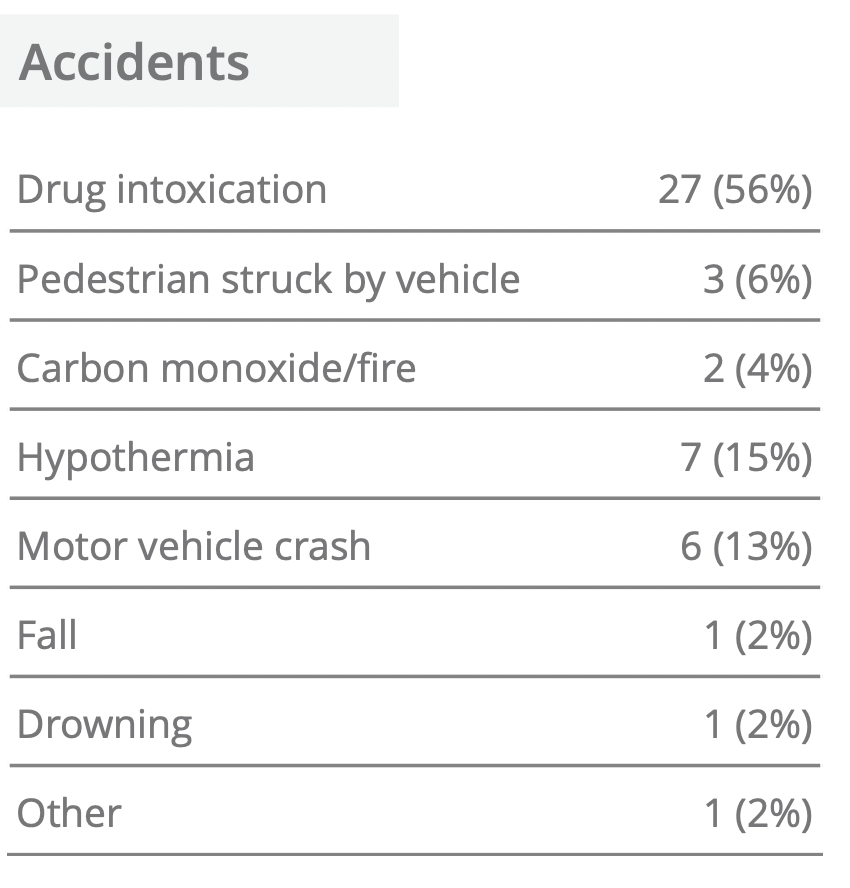 Accidents
Drug intoxication 27 (56%)
Pedestrian struck by vehicle 3 (6%)
Carbon monoxide/fire 2 (4%)
Hypothermia 7 (15%)
Motor vehicle crash 6 (13%)
Fall 1 (2%)
Drowning 1 (2%)
Other 1 (2%)